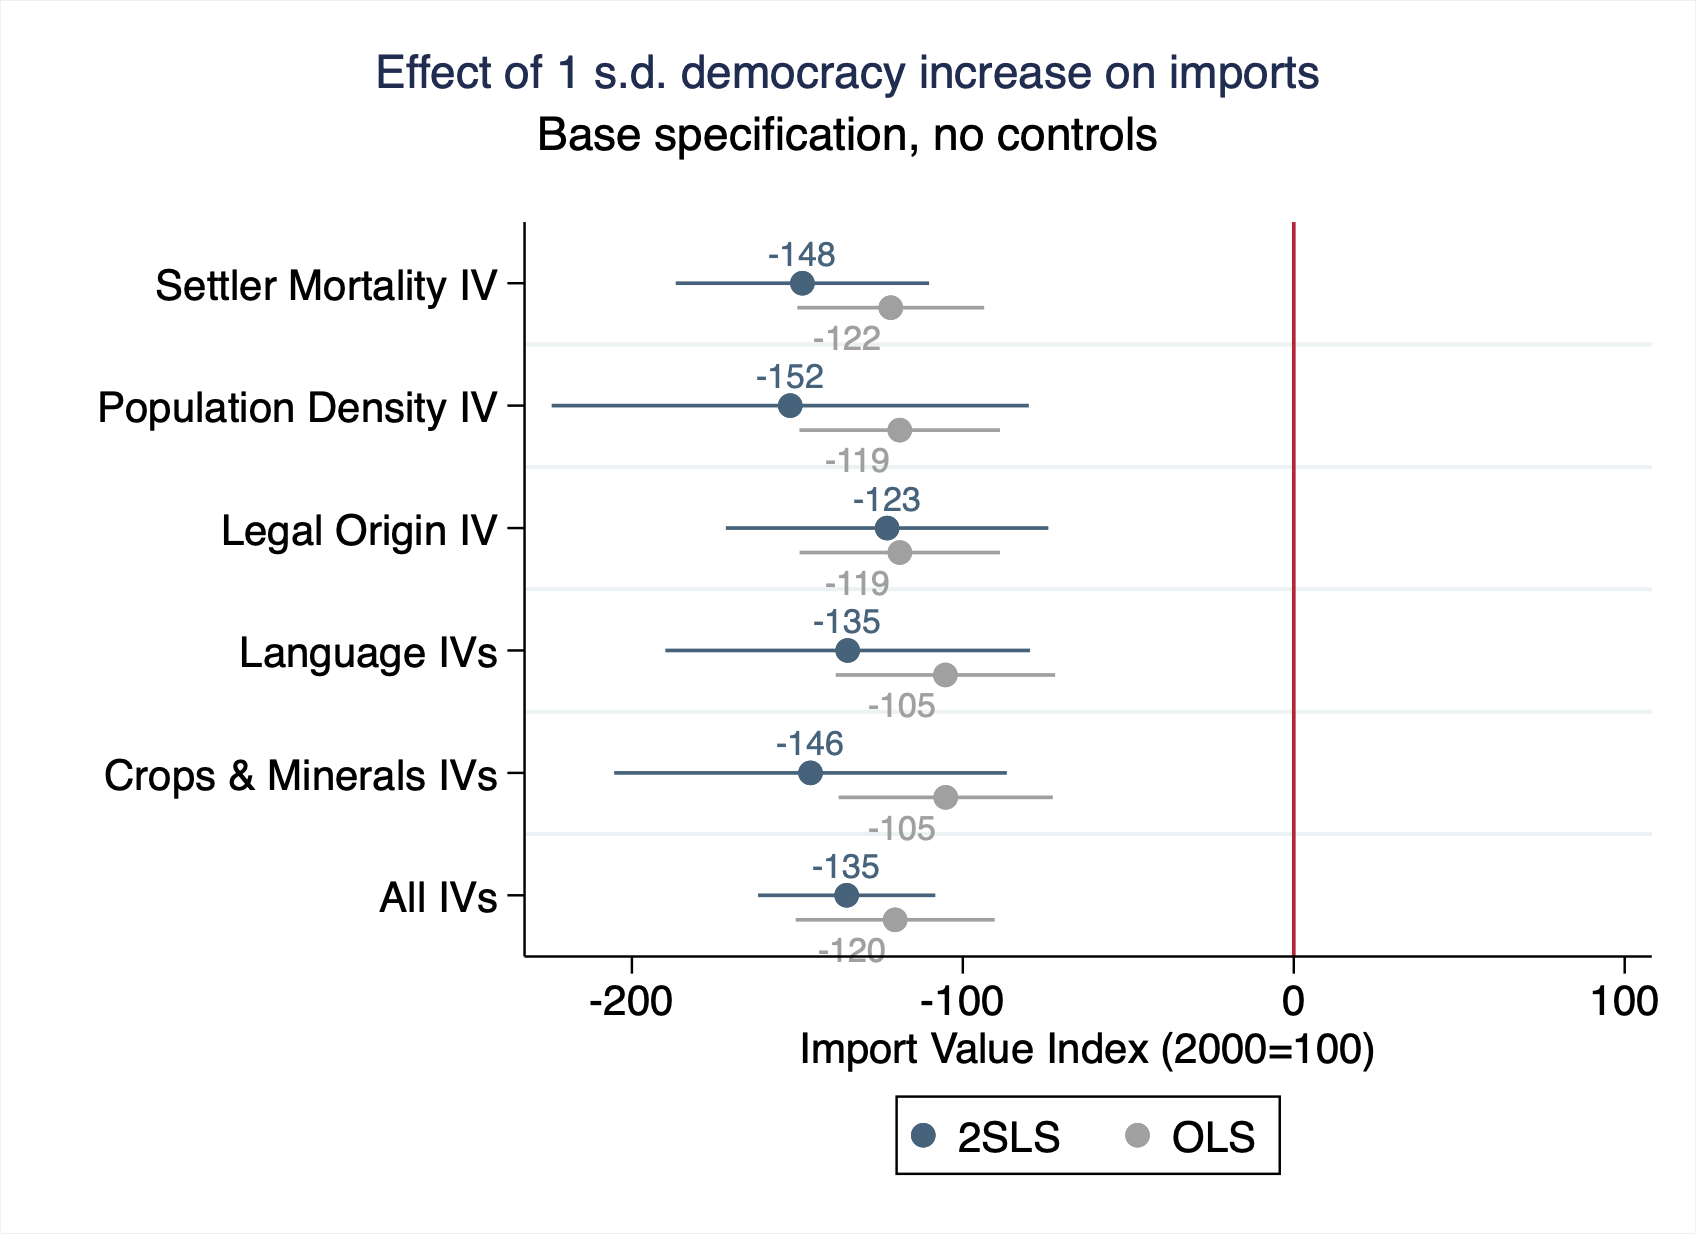 Effect of 1 s.d. democracy increase on imports
Base specification, no controls
Settler Mortality IV
-148
-122
Population Density IV
-152
-119
Legal Origin IV
-123
-119
Language IVs
-135
-105
Crops & Minerals IVs
-146
-105
All IVs
-135
-120
-200 -100 0 100
Import Value Index (2000=100)
2SLS OLS